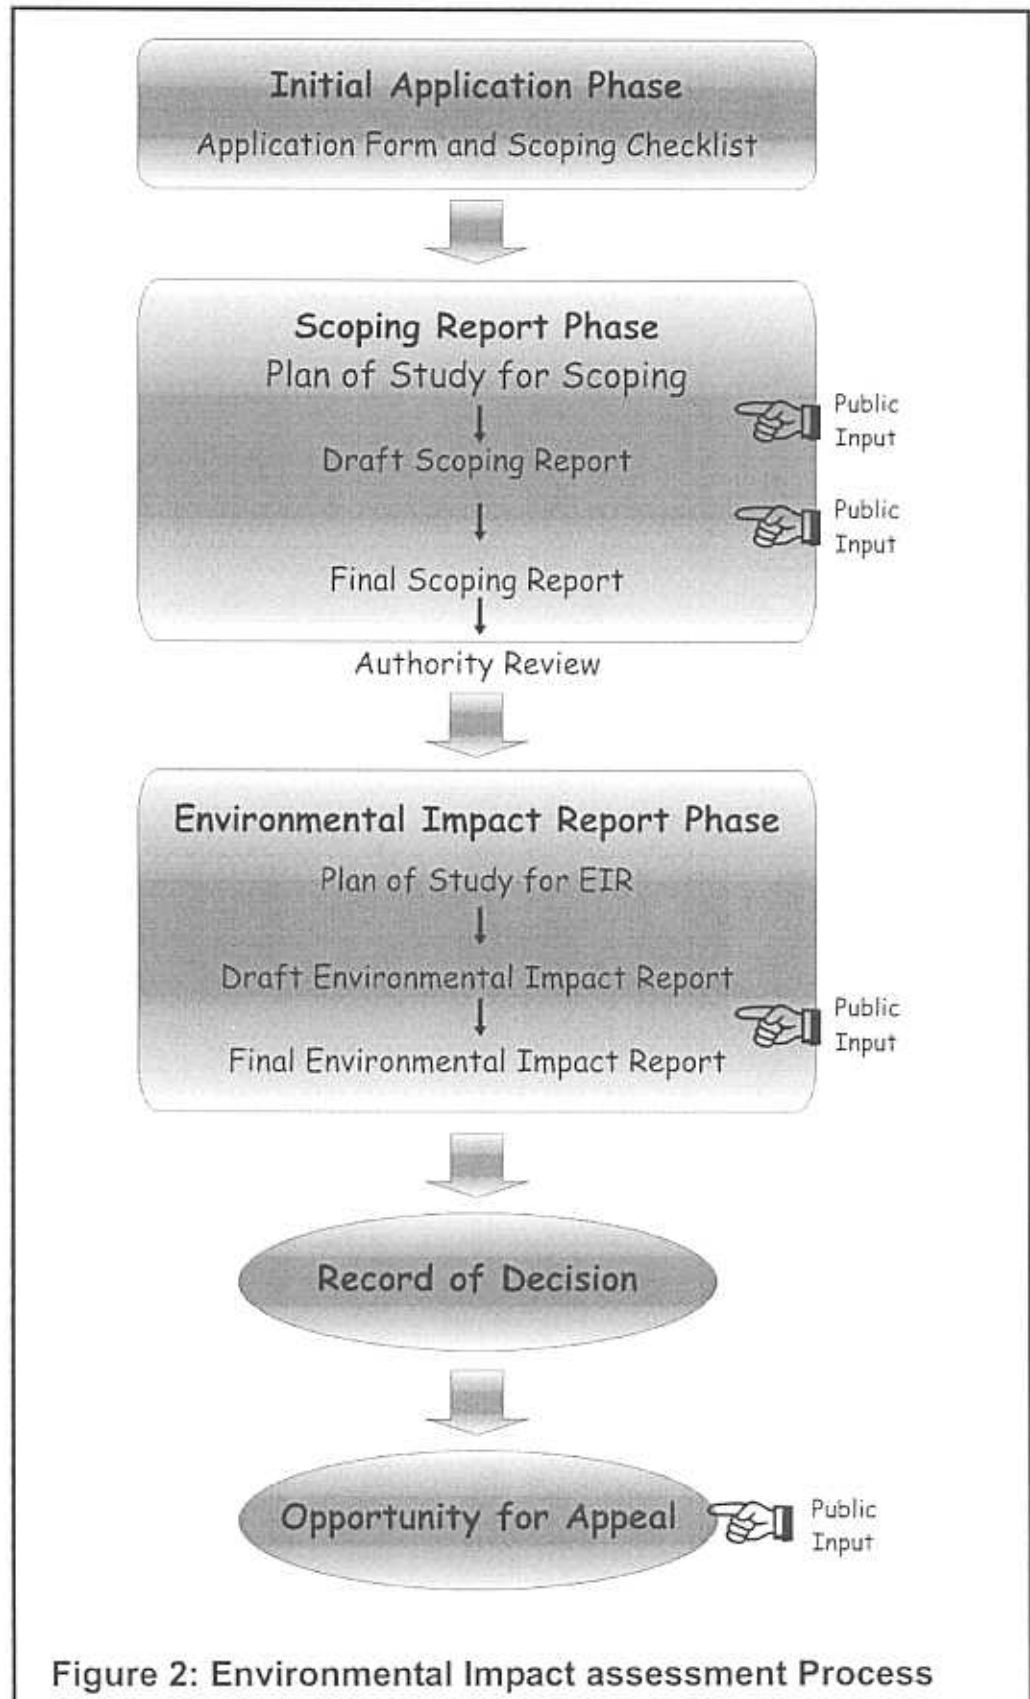 Initial Application Phase
Application Form and Scoping Checklist
Scoping Report Phase
Plan of Study for Scoping
Public
Input
Draft Scoping Report
Public
Input
Final Scoping Report
Authority Review
Environmental Impact Report Phase
Plan of Study for EIR
Draft Environmental Impact Report
Public
Input
Final Environmental Impact Report
Record of Decision
Opportunity for Appeal
Public
Input
Figure 2: Environmental Impact assessment Process